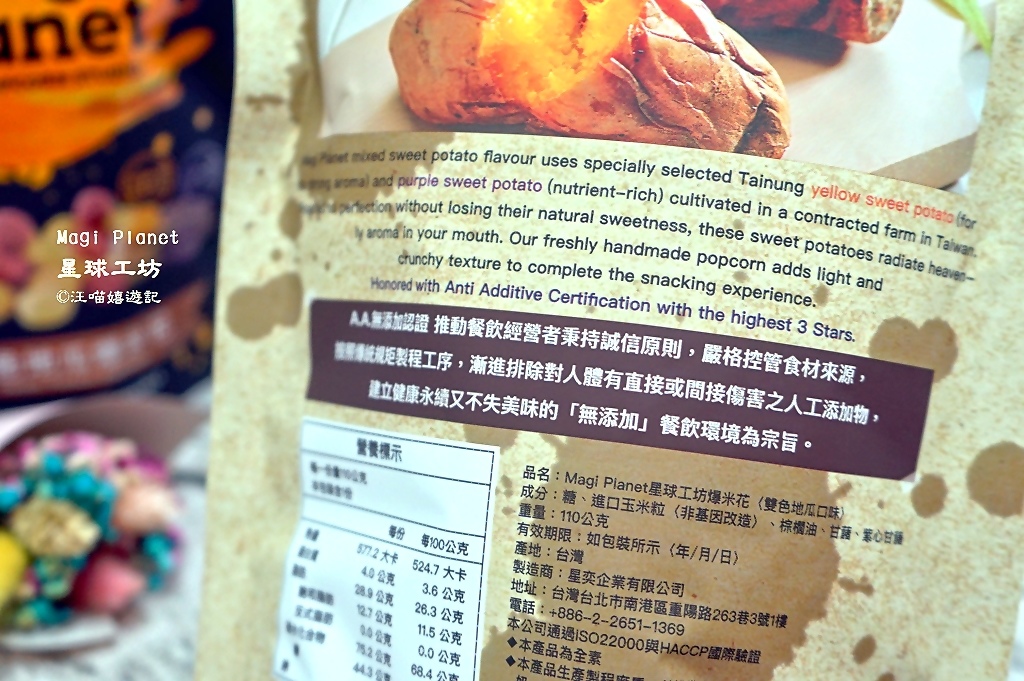 anet
Magi Planet
星球工坊
©汪喵嬉遊記
Magi Planet mixed sweet potato flavour uses specially selected Tainung yellow sweet potato (for
aroma) and purple sweet potato (nutrient-rich) cultivated in a contracted farm in Taiwan.
perfection without losing their natural sweetness, these sweet potatoes radiate heaven-
ly aroma in your mouth. Our freshly handmade popcorn adds light and
crunchy texture to complete the snacking experience.
Honored with Anti Additive Certification with the highest 3 Stars.
A.A.無添加認證 推動餐飲經營者秉持誠信原則，嚴格控管食材來源，
按照傳統規矩製程工序，漸進排除對人體有直接或間接傷害之人工添加物，
建立健康永續又不失美味的「無添加」餐飲環境為宗旨。
營養標示
每份 每100公克
577.2 大卡 524.7 大卡
4.0 公克 3.6 公克
28.9 公克 26.3 公克
12.7 公克 11.5 公克
0.0 公克 0.0 公克
75.2 公克 68.4 公克
44.3 公克
品名：Magi Planet星球工坊爆米花（雙色地瓜口味）
成分：糖、進口玉米粒（非基因改造）、棕櫚油、甘藷、紫心甘藷
重量：110公克
有效期限：如包裝所示（年/月/日）
產地：台灣
製造商：星奕企業有限公司
地址：台灣台北市南港區重陽路263巷3號1樓
電話：+886-2-2651-1369
本公司通過ISO22000與HACCP國際驗證
◆本產品為全素
◆本產品生產製程廠